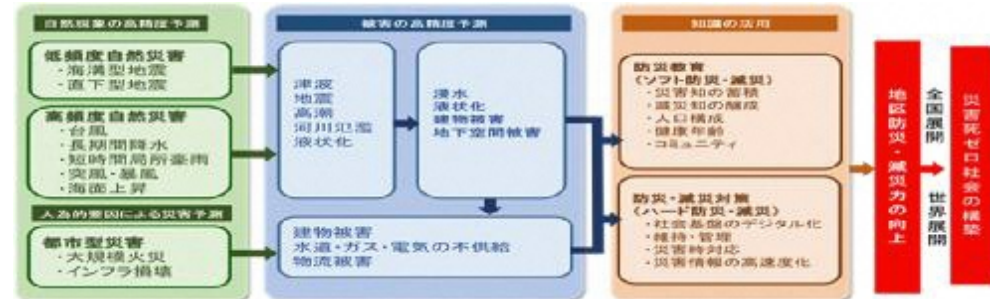 自然現象の高精度予測
低頻度自然災害
・海溝型地震
・直下型地震
高頻度自然災害
・台風
・長期間降水
・短時間局所豪雨
・突風・暴風
・海面上昇
人為的要因による災害予測
都市型災害
・大規模火災
・インフラ損壊
被害の高精度予測
津波
地震
高潮
河川氾濫
液状化
浸水
液状化
建物被害
地下空間被害
建物被害
水道・ガス・電気の不供給
物流被害
知識の活用
防災教育
(ソフト防災・減災)
・災害知の蓄積
・減災知の醸成
・人口構成
・健康年齢
・コミュニティ
防災・減災対策
(ハード防災・減災)
・社会基盤のデジタル化
・維持・管理
・災害時対応
・災害情報の高速度化
地区防災・減災力の向上
全国展開
世界展開
災害死ゼロ社会の構築